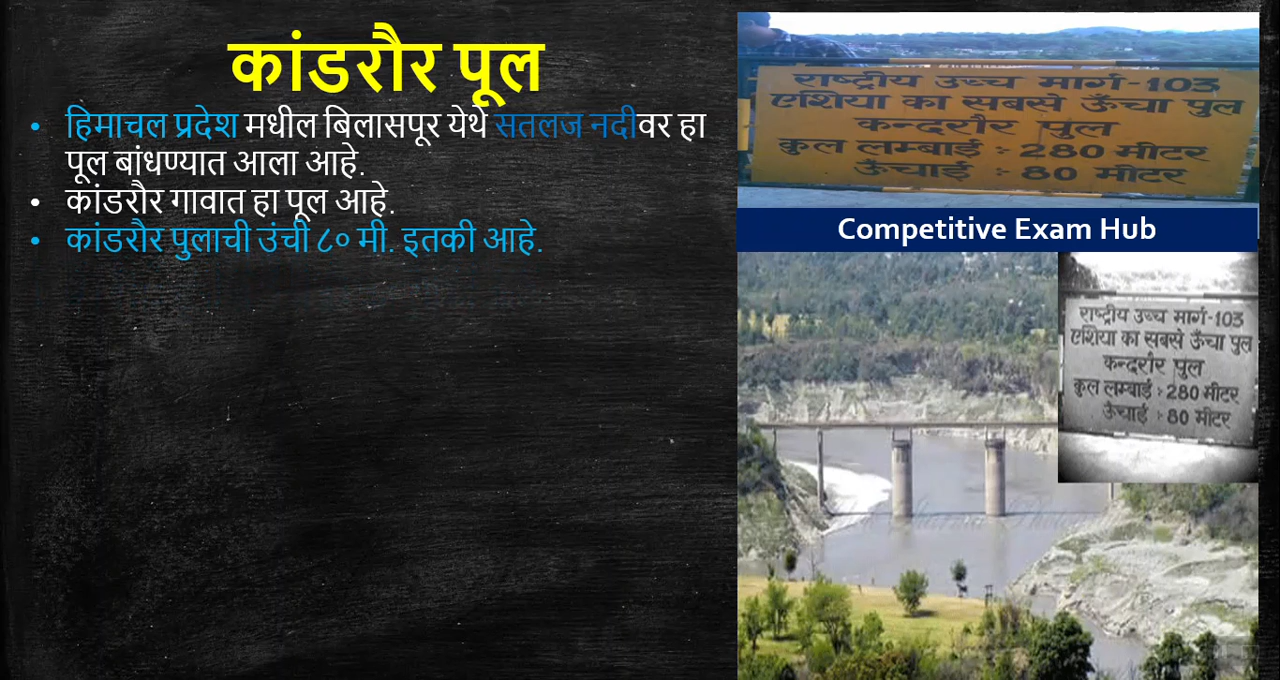 कांडरौर पूल
• हिमाचल प्रदेश मधील बिलासपूर येथे सतलज नदीवर हा
पूल बांधण्यात आला आहे.
• कांडरौर गावात हा पूल आहे.
• कांडरौर पुलाची उंची ८० मी. इतकी आहे.
राष्ट्रीय उच्च मार्ग-103
एशिया का सबसे ऊँचा पुल
कन्दरौर पुल
कुल लम्बाई : 280 मीटर
ऊँचाई : 80 मीटर
Competitive Exam Hub
राष्ट्रीय उच्च मार्ग-103
एशिया का सबसे ऊँचा पुल
कन्दरौर पुल
कुल लम्बाई : 280 मीटर
ऊँचाई : 80 मीटर